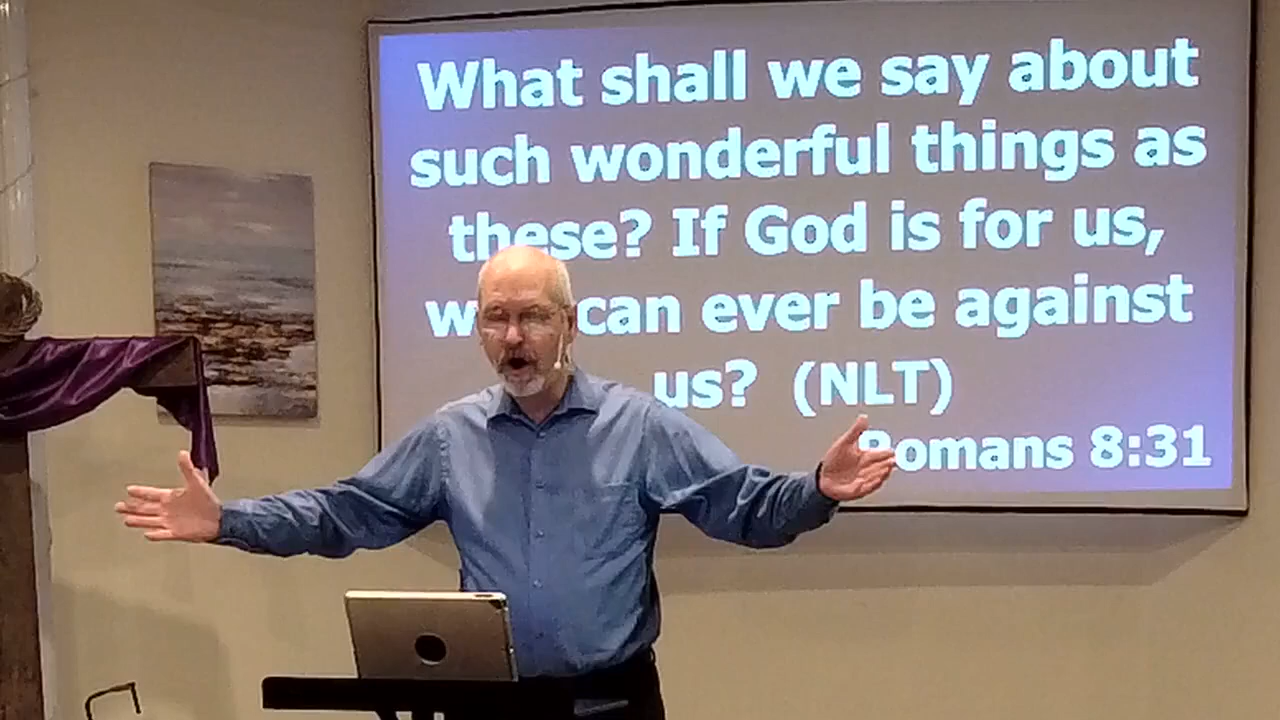 What shall we say about
such wonderful things as
these? If God is for us,
can ever be against
us? (NLT)
Romans 8:31